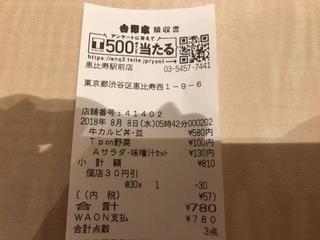 吉野家 領収書
アンケートに答えて
500 当たる
https://enq2.tsite.jp/ysnl
恵比寿駅前店 03-5457-7441
東京都渋谷区恵比寿西1-9-6
店舗番号:41402
2018年 8月 8日(水)05時42分000202
牛カルビ丼・並 ¥580円
Tpon野菜 ¥100円
Aサラダ・味噌汁セット ¥130円
小 計 額 ¥810
個店30円引
@30x 1 -30
(( 内 税) ¥57)
合 計 ¥780
WAON支払 ¥780
合計点数 3点